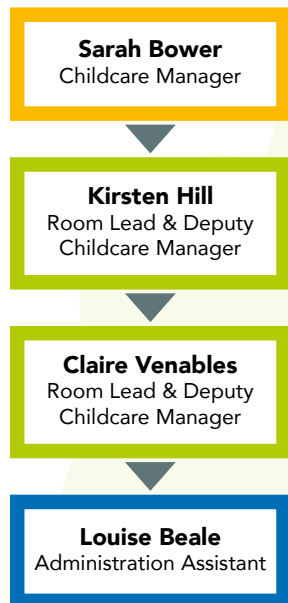 Sarah Bower
Childcare Manager
Kirsten Hill
Room Lead & Deputy
Childcare Manager
Claire Venables
Room Lead & Deputy
Childcare Manager
Louise Beale
Administration Assistant